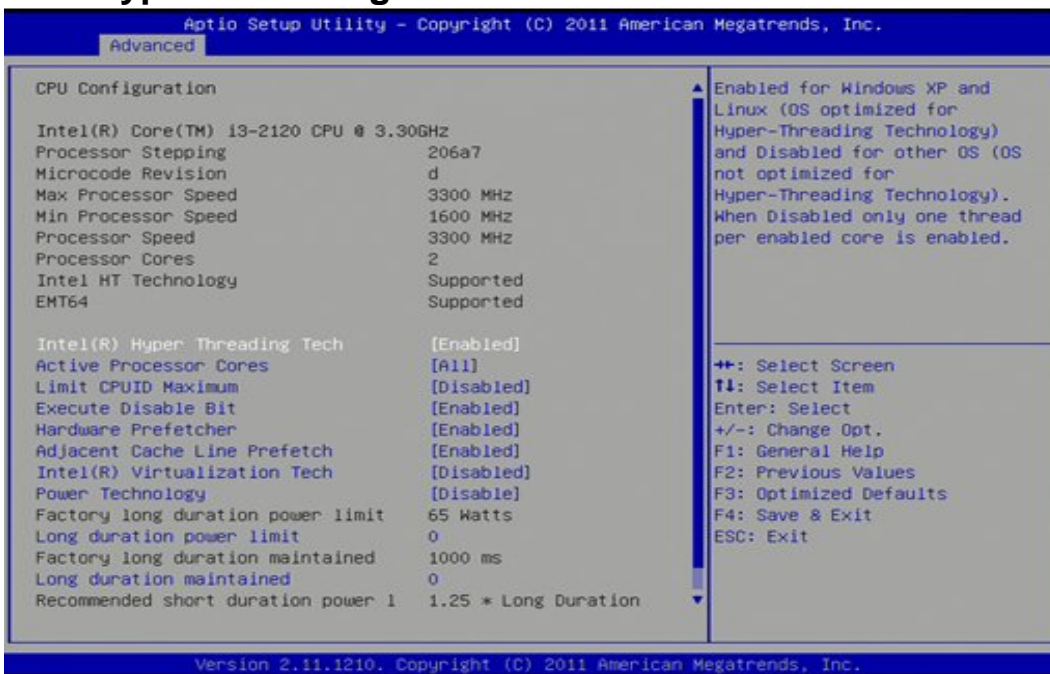 Aptio Setup Utility – Copyright (C) 2011 American Megatrends, Inc.
Advanced
CPU Configuration
Intel(R) Core(TM) i3-2120 CPU @ 3.30GHz
Processor Stepping 206a7
Microcode Revision d
Max Processor Speed 3300 MHz
Min Processor Speed 1600 MHz
Processor Speed 3300 MHz
Processor Cores 2
Intel HT Technology Supported
EMT64 Supported
Intel(R) Hyper Threading Tech [Enabled]
Active Processor Cores [All]
Limit CPUID Maximum [Disabled]
Execute Disable Bit [Enabled]
Hardware Prefetcher [Enabled]
Adjacent Cache Line Prefetch [Enabled]
Intel(R) Virtualization Tech [Disabled]
Power Technology [Disable]
Factory long duration power limit 65 Watts
Long duration power limit 0
Factory long duration maintained 1000 ms
Long duration maintained 0
Recommended short duration power l 1.25 * Long Duration
Enabled for Windows XP and
Linux (OS optimized for
Hyper-Threading Technology)
and Disabled for other OS (OS
not optimized for
Hyper-Threading Technology).
When Disabled only one thread
per enabled core is enabled.
→←: Select Screen
↑↓: Select Item
Enter: Select
+/-: Change Opt.
F1: General Help
F2: Previous Values
F3: Optimized Defaults
F4: Save & Exit
ESC: Exit
Version 2.11.1210. Copyright (C) 2011 American Megatrends, Inc.